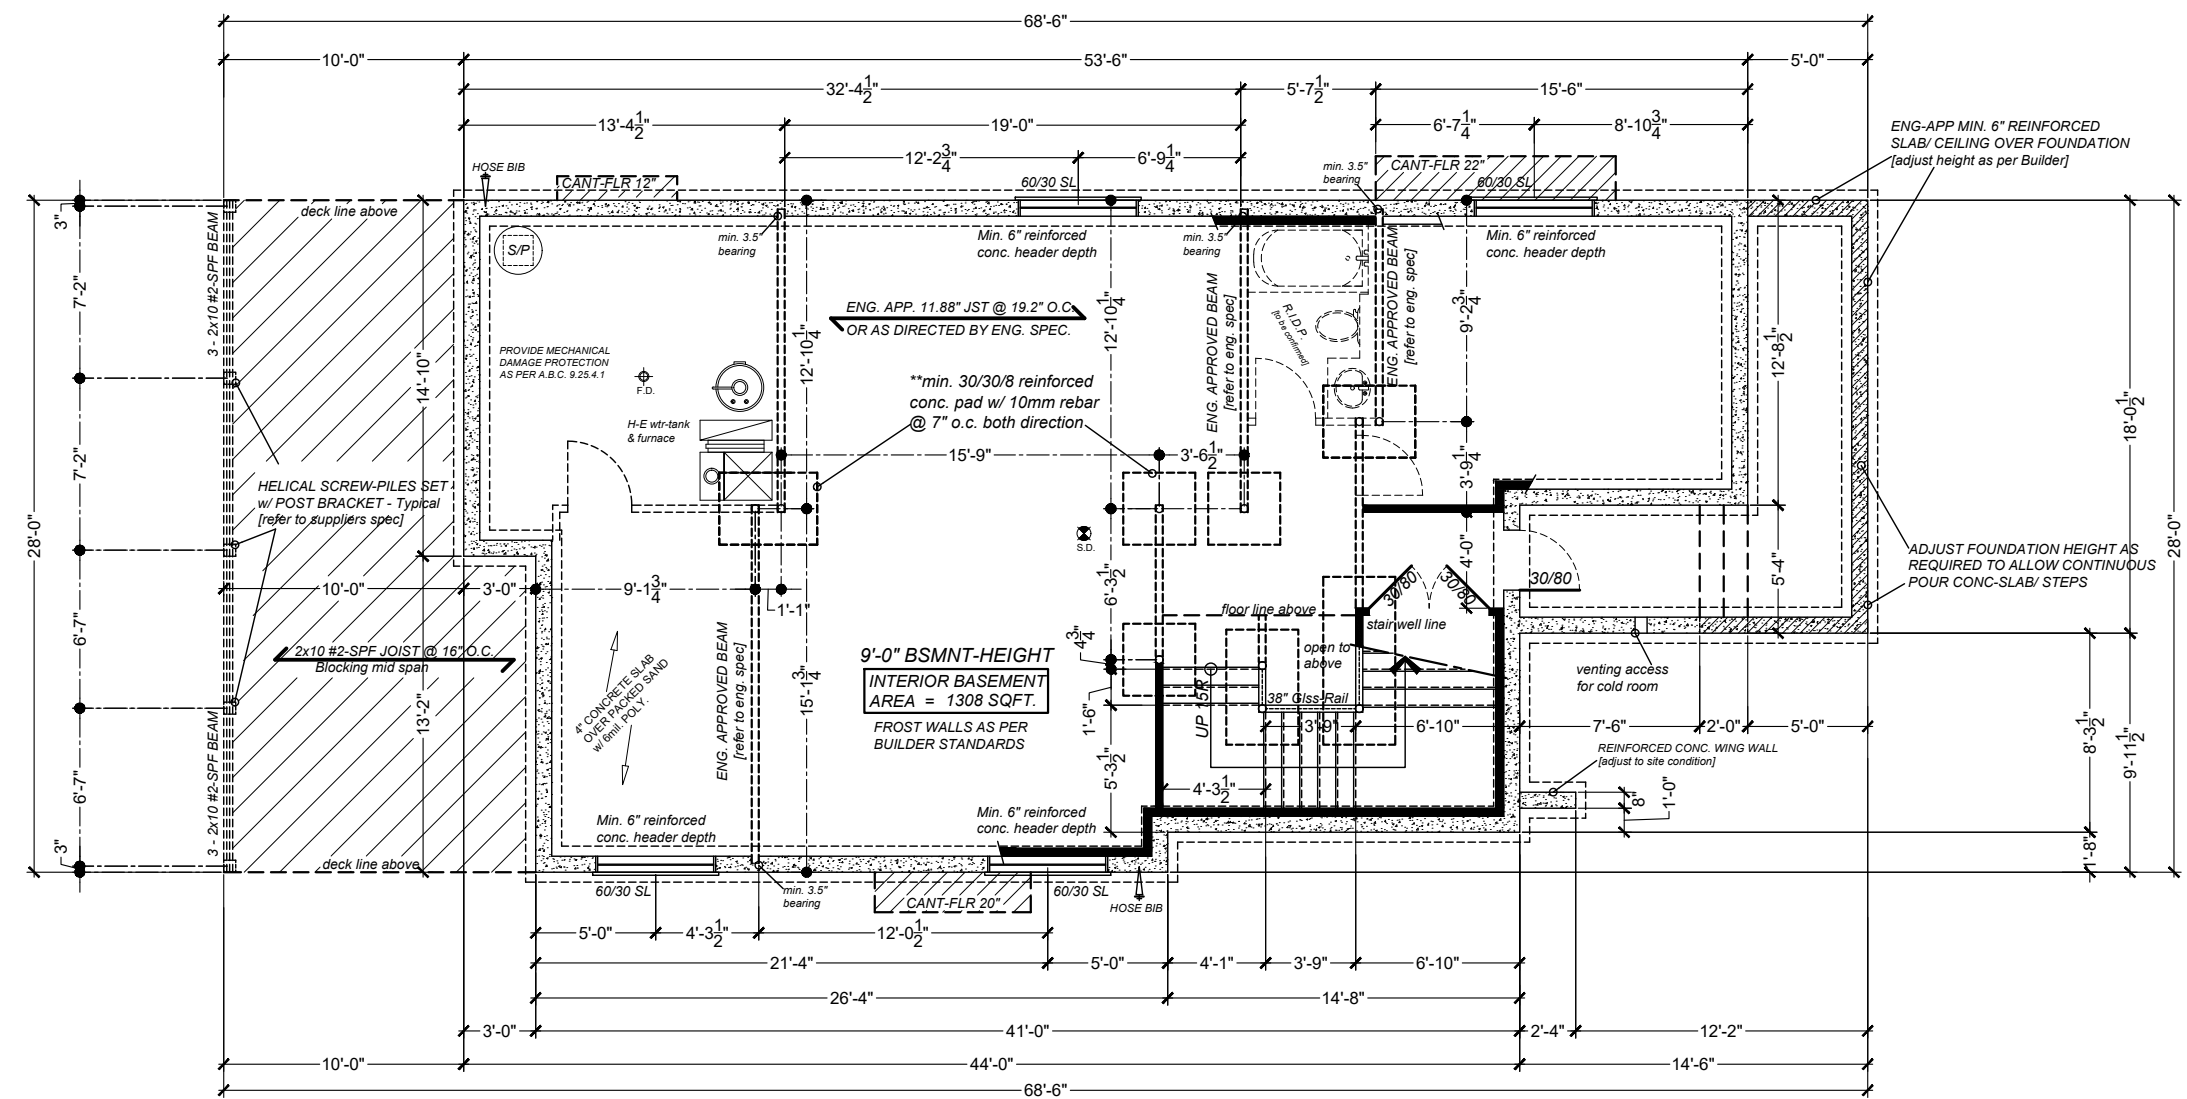 68'-6"
10'-0"
53'-6"
5'-0"
32'-4 1/2"
5'-7 1/2"
15'-6"
13'-4 1/2"
19'-0"
6'-7 1/4"
8'-10 3/4"
12'-2 3/4"
6'-9 1/4"
ENG-APP MIN. 6" REINFORCED
SLAB/ CEILING OVER FOUNDATION
[adjust height as per Builder]
HOSE BIB
CANT-FLR 12"
60/30 SL
min. 3.5"
bearing
CANT-FLR 22"
60/30 SL
3"
deck line above
3 - 2x10 #2-SPF BEAM
S/P
min. 3.5"
bearing
Min. 6" reinforced
conc. header depth
min. 3.5"
bearing
Min. 6" reinforced
conc. header depth
7'-2"
14'-10"
ENG. APP. 11.88" JST @ 19.2" O.C.
OR AS DIRECTED BY ENG. SPEC.
12'-10 1/4"
12'-10 1/4"
ENG. APPROVED BEAM
[refer to eng. spec]
R.I.D.P.
[to be confirmed]
ENG. APPROVED BEAM
[refer to eng. spec]
9'-2 3/4"
12'-8 1/2"
18'-0 1/2"
PROVIDE MECHANICAL
DAMAGE PROTECTION
AS PER A.B.C. 9.25.4.1
F.D.
**min. 30/30/8 reinforced
conc. pad w/ 10mm rebar
@ 7" o.c. both direction
H-E wtr-tank
& furnace
7'-2"
15'-9"
3'-6 1/2"
3'-9 1/4"
HELICAL SCREW-PILES SET
w/ POST BRACKET - Typical
[refer to suppliers spec]
28'-0"
28'-0"
S.D.
4'-0"
5'-4"
30/80
30/80
30/80
ADJUST FOUNDATION HEIGHT AS
REQUIRED TO ALLOW CONTINUOUS
POUR CONC-SLAB/ STEPS
10'-0"
3'-0"
9'-1 3/4"
1'-1"
6'-3 1/2"
floor line above
stairwell line
6'-7"
2x10 #2-SPF JOIST @ 16" O.C.
Blocking mid span
4" CONCRETE SLAB
OVER PACKED SAND
w/ 6mil. POLY.
ENG. APPROVED BEAM
[refer to eng. spec]
15'-1 3/4"
9'-0" BSMNT-HEIGHT
INTERIOR BASEMENT
AREA = 1308 SQFT.
FROST WALLS AS PER
BUILDER STANDARDS
3/4"
4"
open to
above
UP 15R
38" Glss-Rail
venting access
for cold room
13'-2"
1'-6"
3'-9"
6'-10"
7'-6"
2'-0"
5'-0"
8'-3 1/2"
9'-11 1/2"
REINFORCED CONC. WING WALL
[adjust to site condition]
3 - 2x10 #2-SPF BEAM
6'-7"
5'-3 1/2"
4'-3 1/2"
8"
1'-0"
Min. 6" reinforced
conc. header depth
Min. 6" reinforced
conc. header depth
3"
deck line above
1'-8"
60/30 SL
min. 3.5"
bearing
CANT-FLR 20"
60/30 SL
HOSE BIB
5'-0"
4'-3 1/2"
12'-0 1/2"
21'-4"
5'-0"
4'-1"
3'-9"
6'-10"
26'-4"
14'-8"
3'-0"
41'-0"
2'-4"
12'-2"
10'-0"
44'-0"
14'-6"
68'-6"